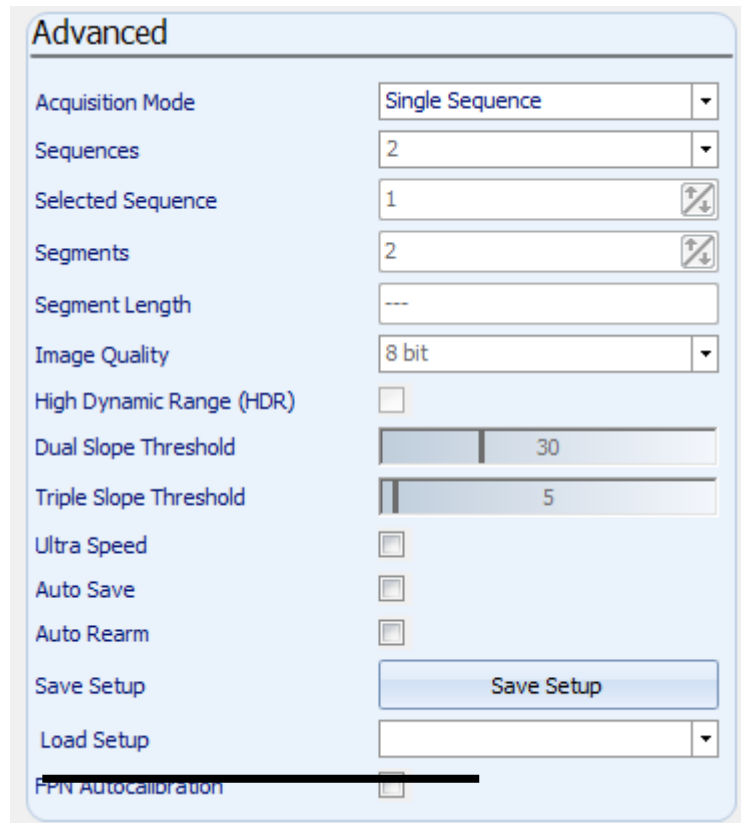 Advanced
Acquisition Mode Single Sequence
Sequences 2
Selected Sequence 1
Segments 2
Segment Length ---
Image Quality 8 bit
High Dynamic Range (HDR)
Dual Slope Threshold 30
Triple Slope Threshold 5
Ultra Speed
Auto Save
Auto Rearm
Save Setup Save Setup
Load Setup
FPN Autocalibration